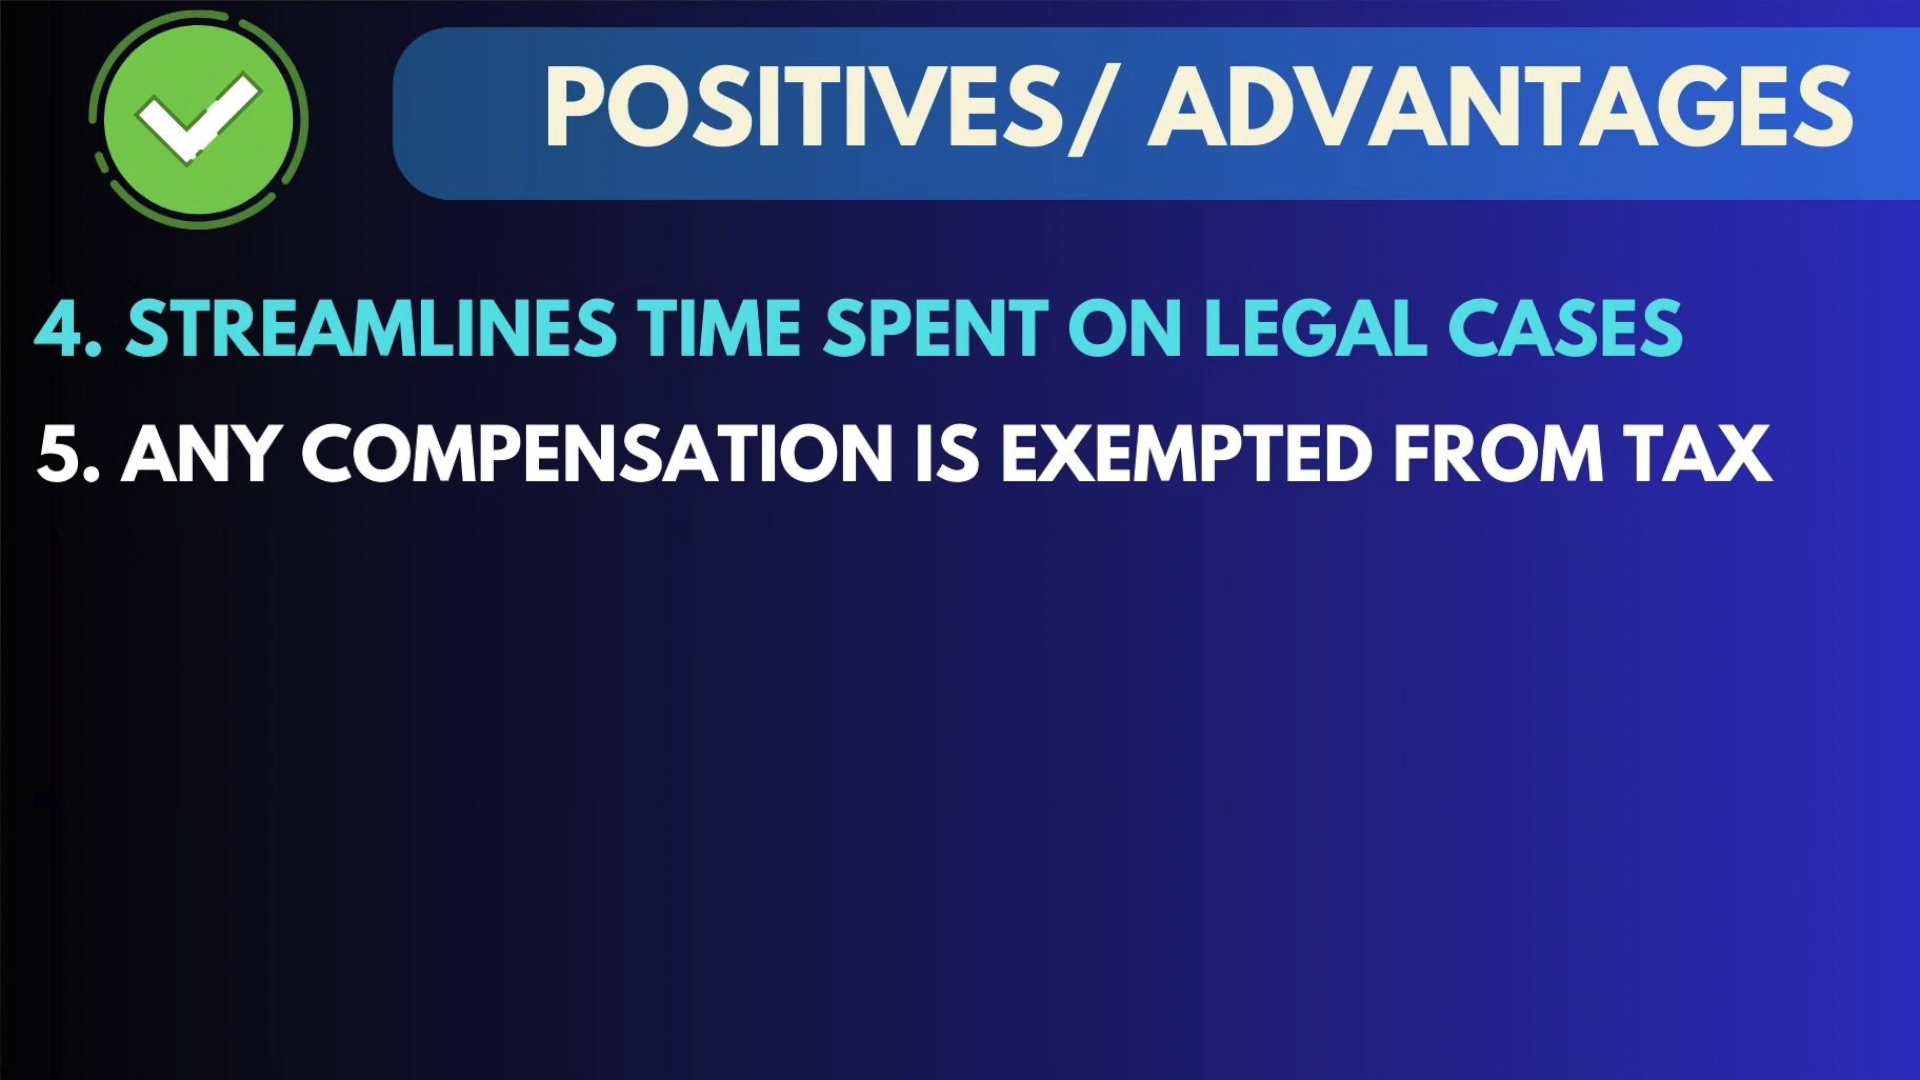 POSITIVES/ ADVANTAGES
4. STREAMLINES TIME SPENT ON LEGAL CASES
5. ANY COMPENSATION IS EXEMPTED FROM TAX